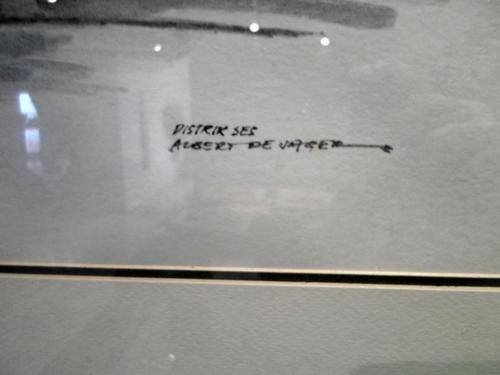 DISTRIK SES
ALBERT DE JAGER